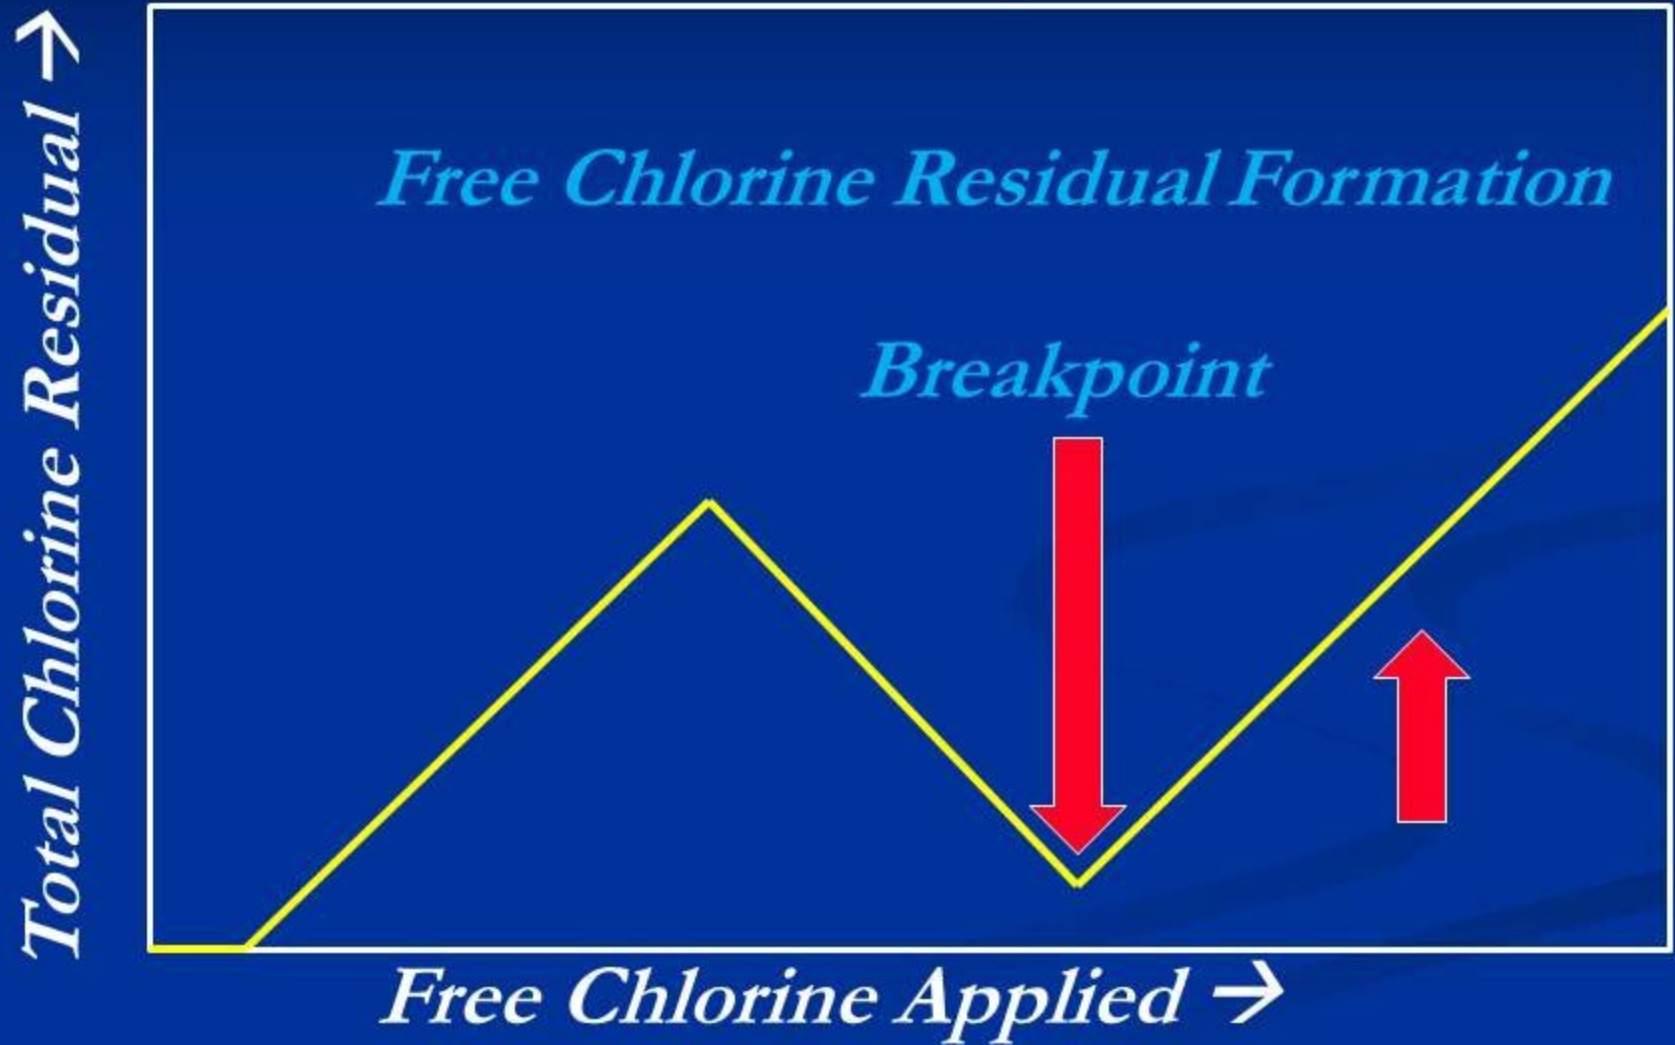 Total Chlorine Residual →
Free Chlorine Residual Formation
Breakpoint
Free Chlorine Applied →